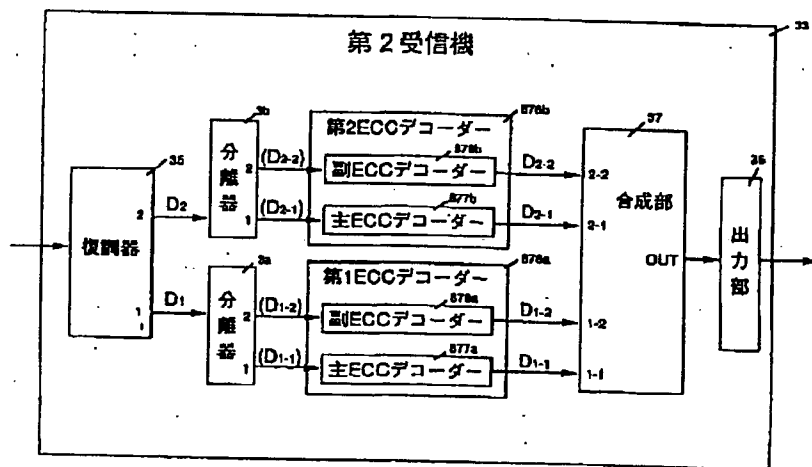 33
第2受信機
3b
876b
37
35
分離器
(D2-2)
第2ECCデコーダー
878b
36
2
副ECCデコーダー
D2-2
2-2
合成部
877b
2
D2
(D2-1)
1
主ECCデコーダー
D2-1
2-1
復調器
3a
876a
OUT
出力部
第1ECCデコーダー
878a
1
D1
分離器
(D1-2)
2
副ECCデコーダー
D1-2
1-2
877a
(D1-1)
1
主ECCデコーダー
D1-1
1-1